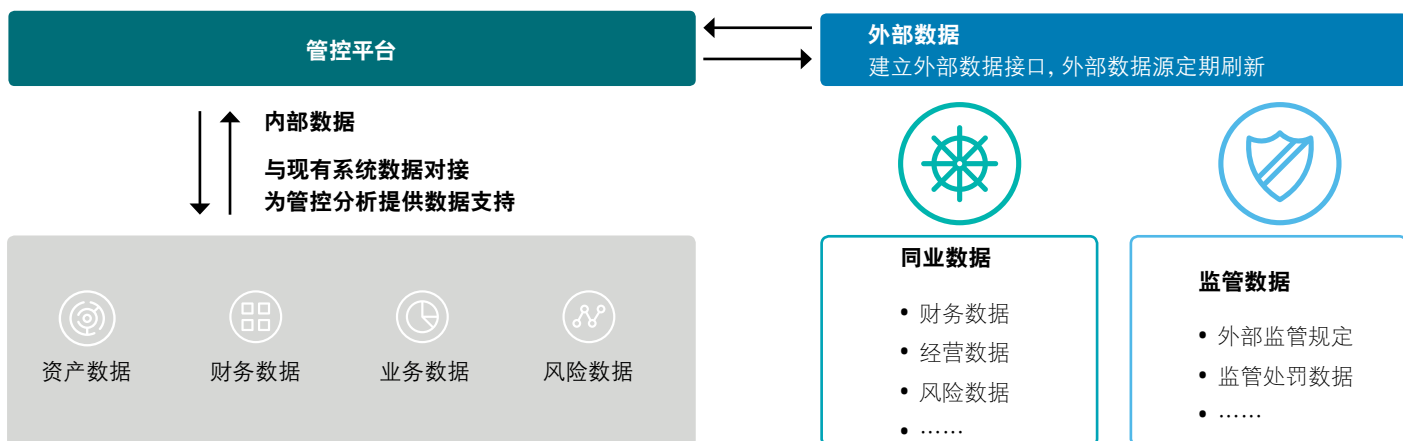 管控平台
外部数据
建立外部数据接口, 外部数据源定期刷新
内部数据
与现有系统数据对接
为管控分析提供数据支持
资产数据
财务数据
业务数据
风险数据
同业数据
• 财务数据
• 经营数据
• 风险数据
• ……
监管数据
• 外部监管规定
• 监管处罚数据
• ……